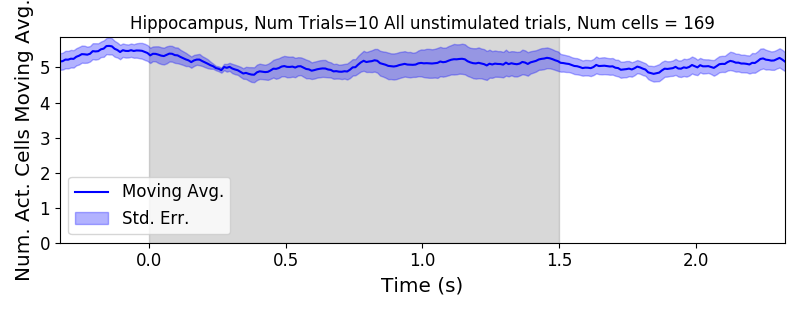 Hippocampus, Num Trials=10 All unstimulated trials, Num cells = 169
Num. Act. Cells Moving Avg.
5
4
3
2
1
0
Moving Avg.
Std. Err.
0.0 0.5 1.0 1.5 2.0
Time (s)